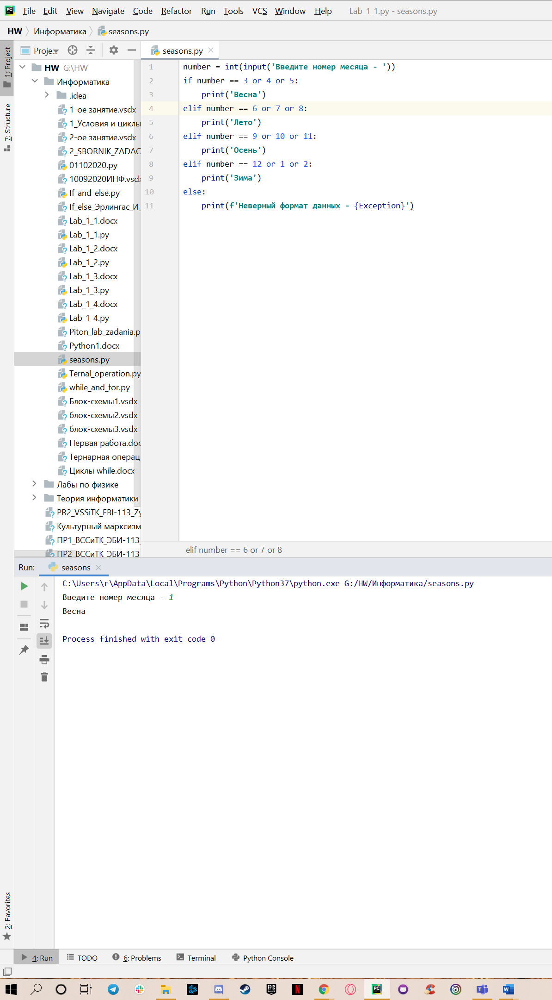 File Edit View Navigate Code Refactor Run Tools VCS Window Help Lab_1_1.py - seasons.py
HW Информатика seasons.py
1: Project
7: Structure
Proje...
seasons.py
HW G:\HW
Информатика
.idea
1-ое занятие.vsdx
1_Условия и циклы
2-ое занятие.vsdx
2_SBORNIK_ZADAC
01102020.py
10092020ИНФ.vsdx
If_and_else.py
If_else_Эрлингас_И_
Lab_1_1.docx
Lab_1_1.py
Lab_1_2.docx
Lab_1_2.py
Lab_1_3.docx
Lab_1_3.py
Lab_1_4.docx
Lab_1_4.py
Piton_lab_zadania.p
Python1.docx
seasons.py
Ternal_operation.py
while_and_for.py
Блок-схемы1.vsdx
блок-схемы2.vsdx
блок-схемы3.vsdx
Первая работа.doc
Тернарная операц
Циклы while.docx
Лабы по физике
Теория информатики
PR2_VSSiTK_EBI-113_Zy
Культурный марксизм
ПР1_ВССиТК_ЭБИ-113_
ПР2_ВССиТК_ЭБИ-113
1 number = int(input('Введите номер месяца - '))
2 if number == 3 or 4 or 5:
3 print('Весна')
4 elif number == 6 or 7 or 8:
5 print('Лето')
6 elif number == 9 or 10 or 11:
7 print('Осень')
8 elif number == 12 or 1 or 2:
9 print('Зима')
10 else:
11 print(f'Неверный формат данных - {Exception}')
elif number == 6 or 7 or 8
Run: seasons
C:\Users\r\AppData\Local\Programs\Python\Python37\python.exe G:/HW/Информатика/seasons.py
Введите номер месяца - 1
Весна
Process finished with exit code 0
2: Favorites
4: Run TODO 6: Problems Terminal Python Console